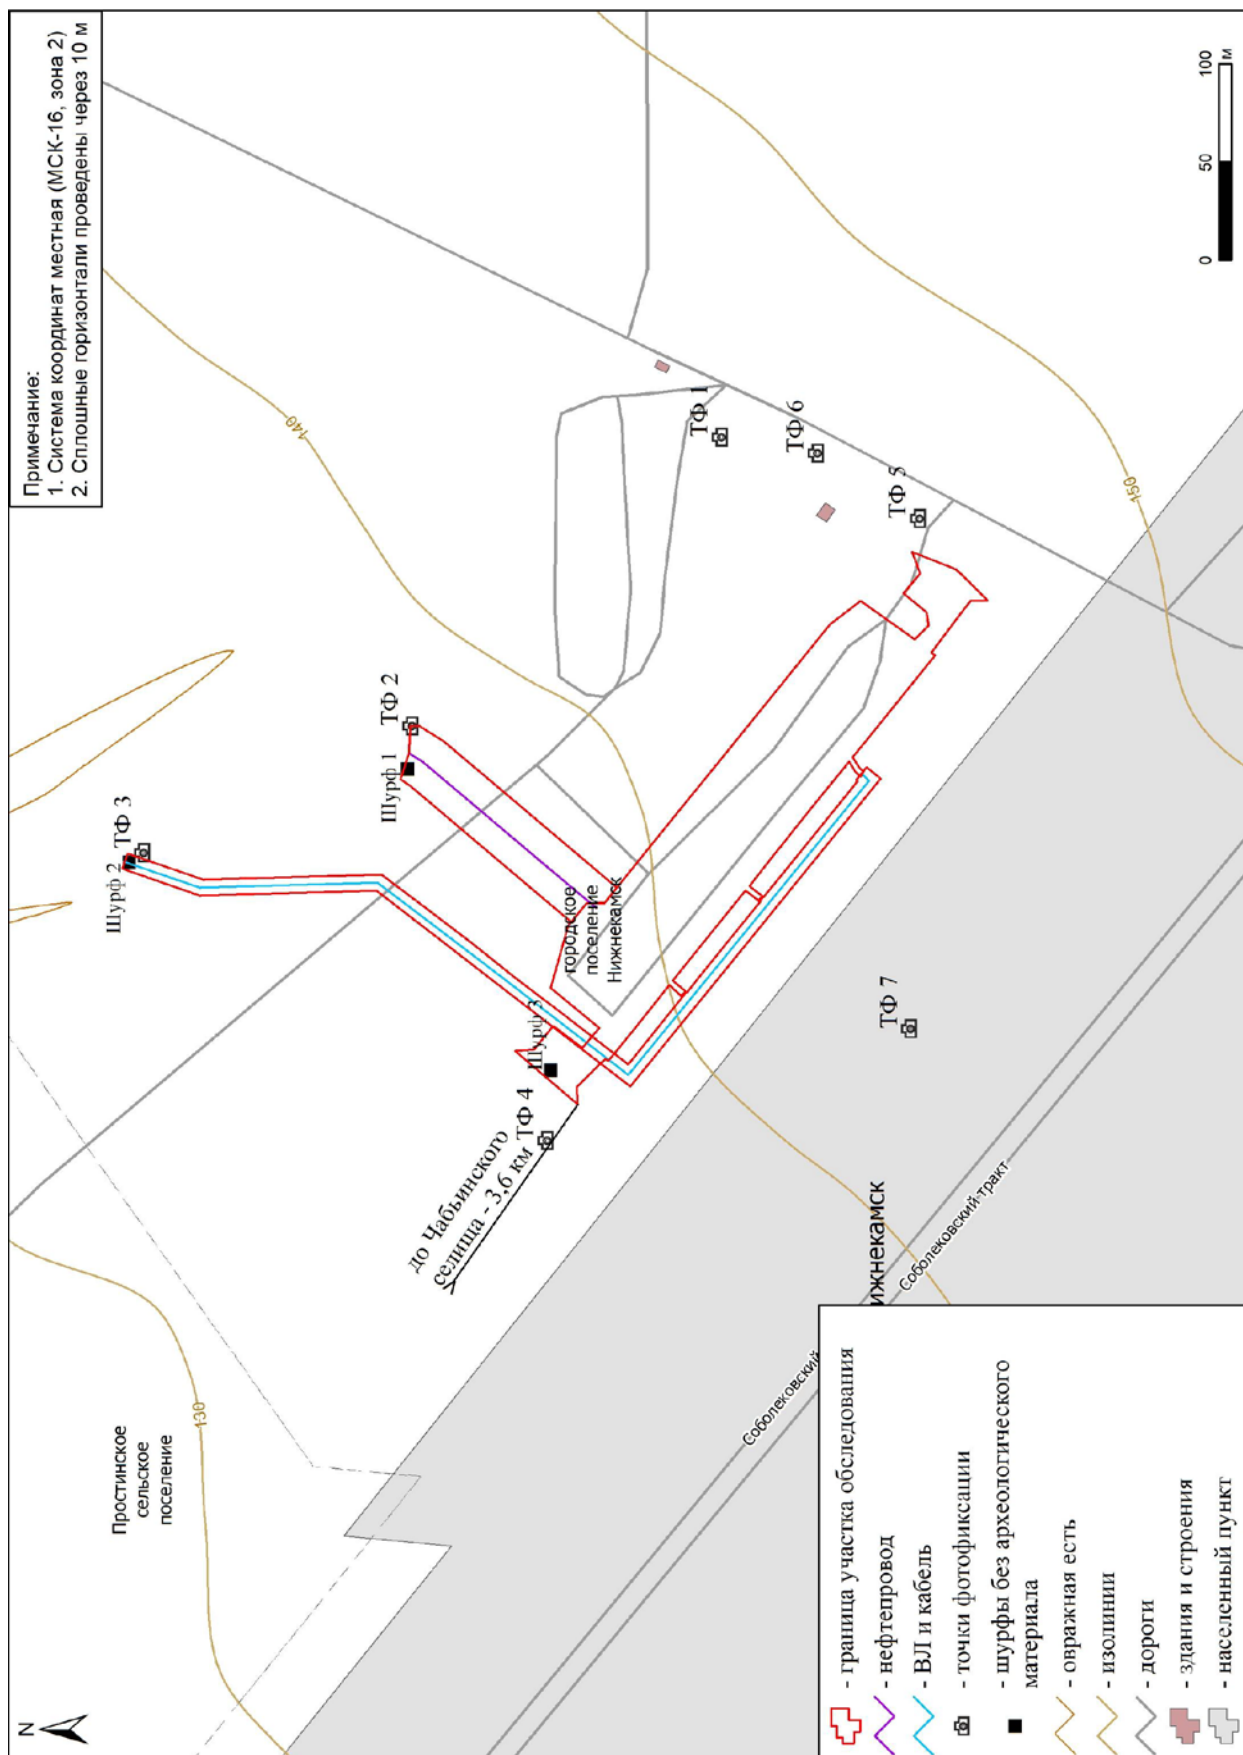 Примечание:
1. Система координат местная (МСК-16, зона 2)
2. Сплошные горизонтали проведены через 10 м
N
Простинское
сельское
поселение
130
140
150
Шурф 2
ТФ 3
Шурф 1
ТФ 2
городское
поселение
Нижнекамск
Шурф 3
ТФ 4
до Чабьинского
селища - 3,6 км
ТФ 1
ТФ 6
ТФ 5
ТФ 7
ижнекамск
Соболековский тракт
Соболековский
0 50 100
м
- граница участка обследования
- нефтепровод
- ВЛ и кабель
- точки фотофиксации
- шурфы без археологического
материала
- овражная есть
- изолинии
- дороги
- здания и строения
- населенный пункт